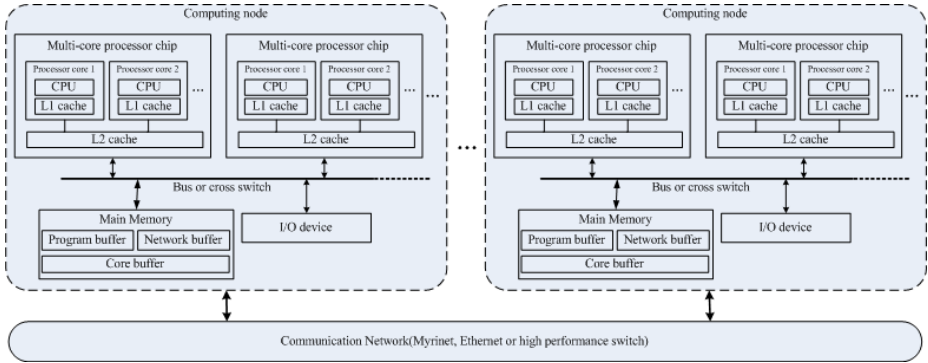 Computing node
Computing node
Multi-core processor chip
Multi-core processor chip
Multi-core processor chip
Multi-core processor chip
Processor core 1
Processor core 2
Processor core 1
Processor core 2
Processor core 1
Processor core 2
Processor core 1
Processor core 2
CPU
CPU
...
CPU
CPU
...
...
CPU
CPU
...
CPU
CPU
...
...
L1 cache
L1 cache
L1 cache
L1 cache
L1 cache
L1 cache
L1 cache
L1 cache
L2 cache
L2 cache
...
L2 cache
L2 cache
Bus or cross switch
Bus or cross switch
Main Memory
I/O device
Main Memory
I/O device
Program buffer
Network buffer
Program buffer
Network buffer
Core buffer
Core buffer
Communication Network(Myrinet, Ethernet or high performance switch)